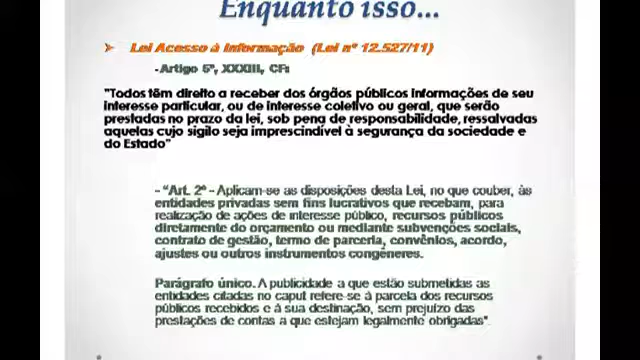 Enquanto isso...
➢ Lei Acesso à Informação (Lei nº 12.527/11)
-Artigo 5º, XXXIII, CF:
"Todos têm direito a receber dos órgãos públicos informações de seu
interesse particular, ou de interesse coletivo ou geral, que serão
prestadas no prazo da lei, sob pena de responsabilidade, ressalvadas
aquelas cujo sigilo seja imprescindível à segurança da sociedade e
do Estado"
- "Art. 2º - Aplicam-se as disposições desta Lei, no que couber, às
entidades privadas sem fins lucrativos que recebam, para
realização de ações de interesse público, recursos públicos
diretamente do orçamento ou mediante subvenções sociais,
contrato de gestão, termo de parceria, convênios, acordo,
ajustes ou outros instrumentos congêneres.
Parágrafo único. A publicidade a que estão submetidas as
entidades citadas no caput refere-se à parcela dos recursos
públicos recebidos e à sua destinação, sem prejuízo das
prestações de contas a que estejam legalmente obrigadas".